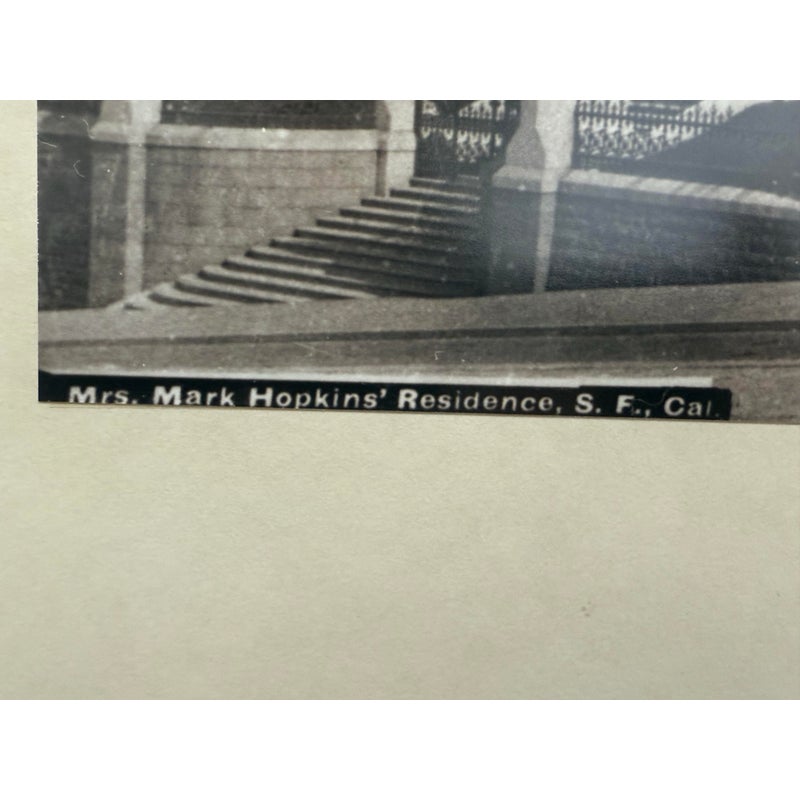 Mrs. Mark Hopkins' Residence, S. F., Cal.